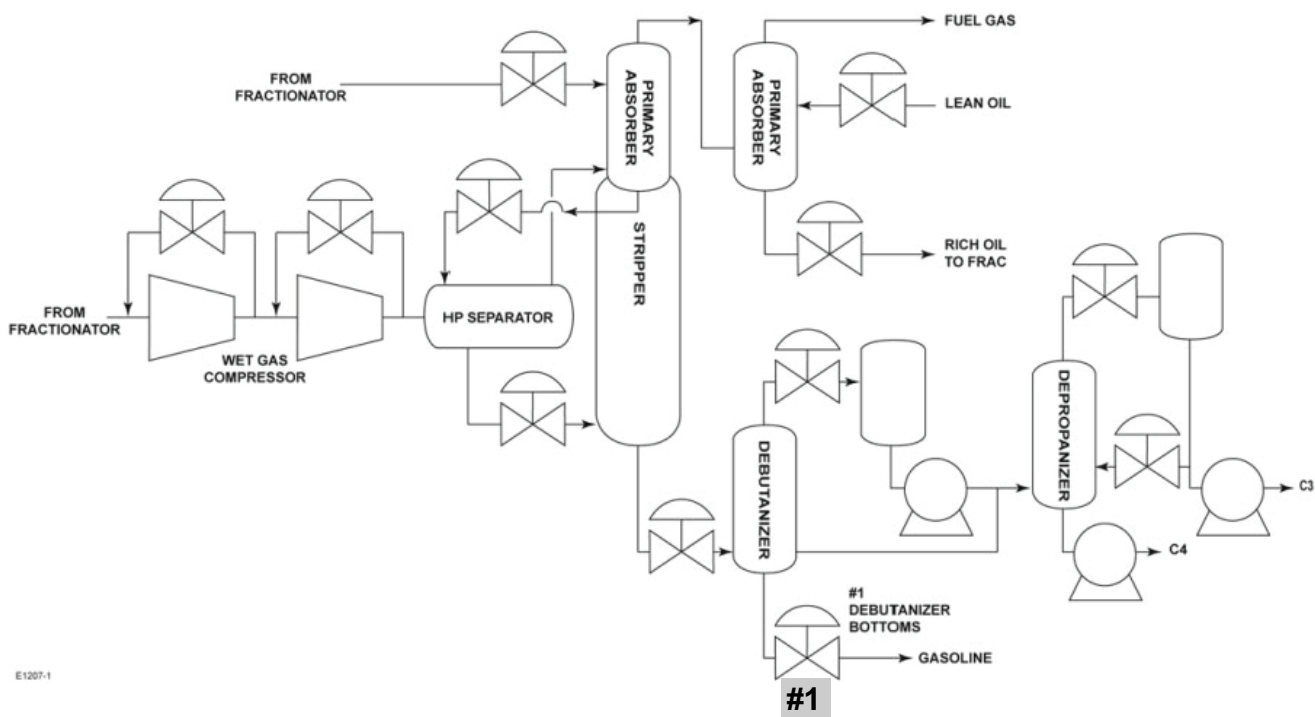 FUEL GAS
FROM
FRACTIONATOR
PRIMARY
ABSORBER
PRIMARY
ABSORBER
LEAN OIL
STRIPPER
RICH OIL
TO FRAC
FROM
FRACTIONATOR
HP SEPARATOR
WET GAS
COMPRESSOR
DEBUTANIZER
DEPROPANIZER
C3
C4
#1
DEBUTANIZER
BOTTOMS
GASOLINE
E1207-1
#1